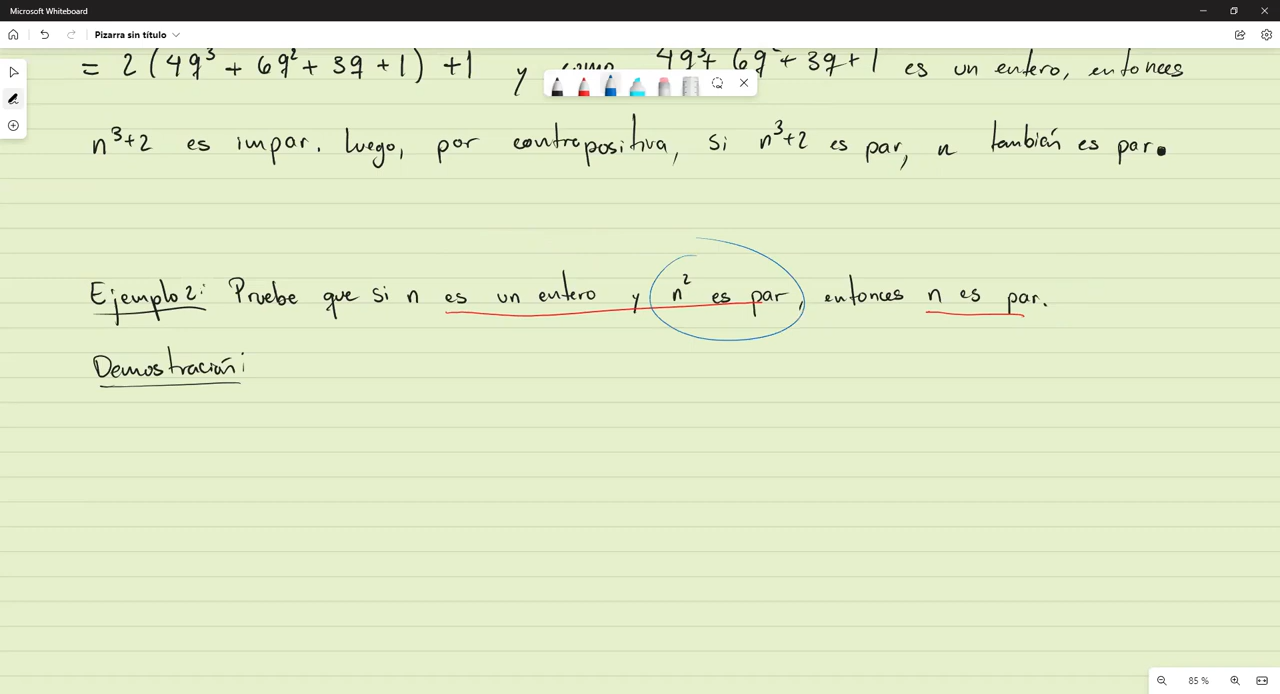 Microsoft Whiteboard
Pizarra sin título
= 2 (4q³ + 6q² + 3q + 1) + 1 y como 4q³ + 6q² + 3q + 1 es un entero, entonces
n³+2 es impar. Luego, por contrapositiva, si n³+2 es par, n también es par.
Ejemplo 2: Pruebe que si n es un entero y n² es par, entonces n es par.
Demostración:
85 %